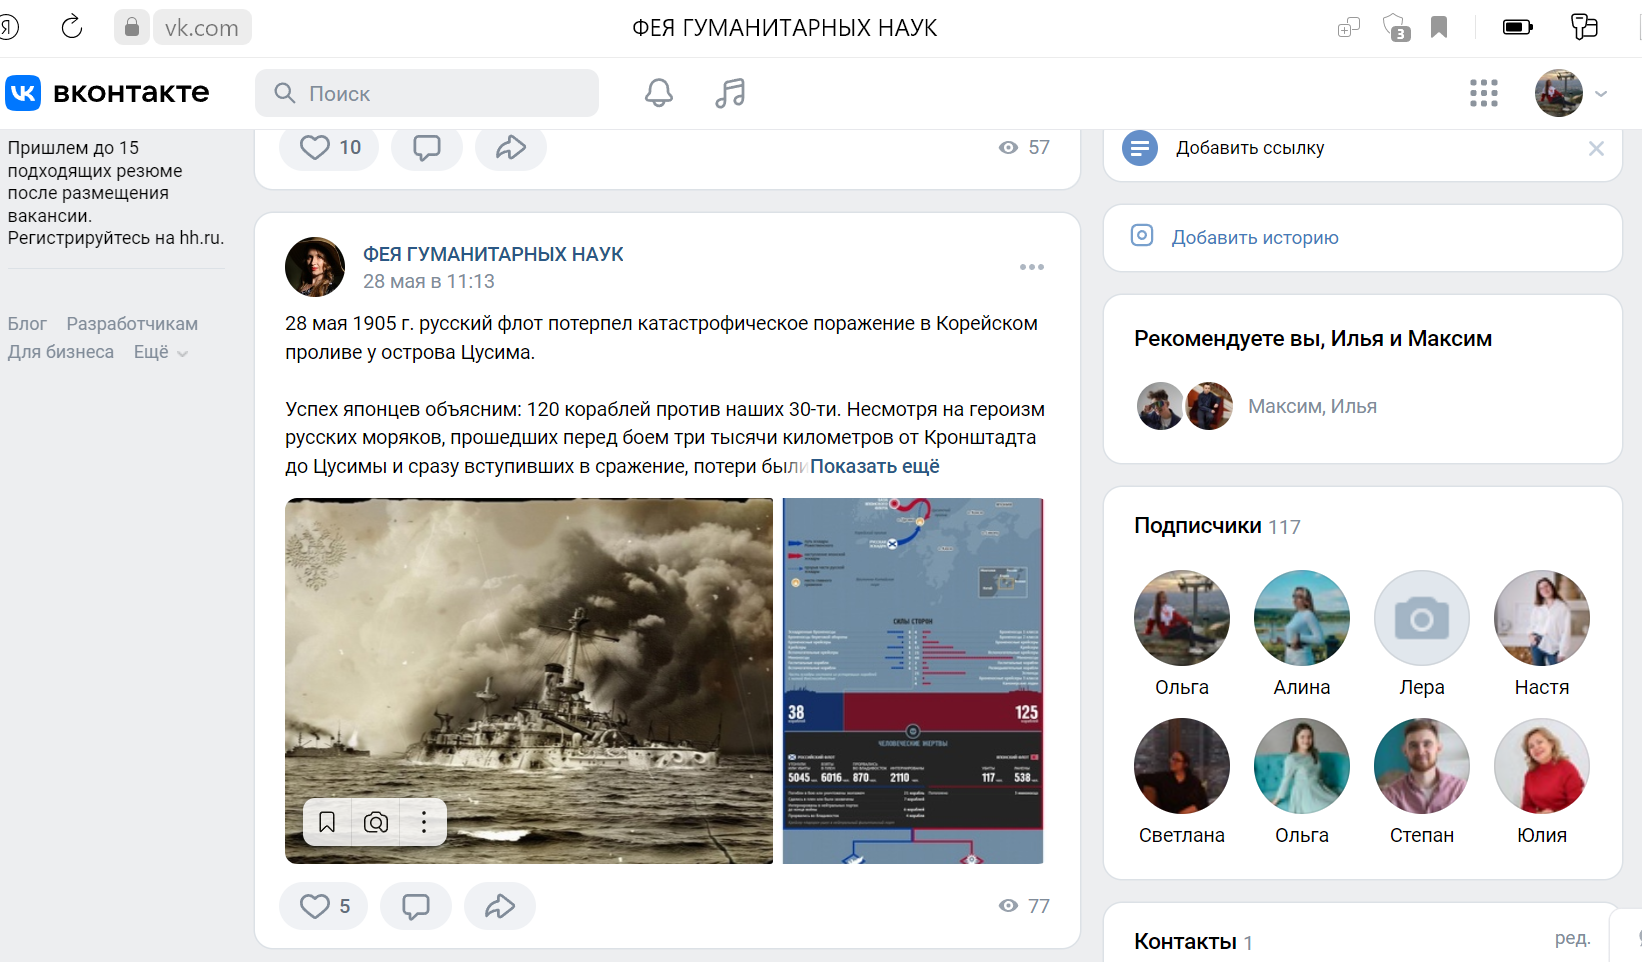 vk.com
ФЕЯ ГУМАНИТАРНЫХ НАУК
3
вконтакте
Поиск
Пришлем до 15
подходящих резюме
после размещения
вакансии.
Регистрируйтесь на hh.ru.
Блог Разработчикам
Для бизнеса Ещё
10
57
ФЕЯ ГУМАНИТАРНЫХ НАУК
28 мая в 11:13
28 мая 1905 г. русский флот потерпел катастрофическое поражение в Корейском
проливе у острова Цусима.
Успех японцев объясним: 120 кораблей против наших 30-ти. Несмотря на героизм
русских моряков, прошедших перед боем три тысячи километров от Кронштадта
до Цусимы и сразу вступивших в сражение, потери были Показать ещё
СИЛЫ СТОРОН
38
125
ЧЕЛОВЕЧЕСКИЕ ЖЕРТВЫ
5045 6016 870 2110 117 538
5
77
Добавить ссылку
Добавить историю
Рекомендуете вы, Илья и Максим
Максим, Илья
Подписчики 117
Ольга Алина Лера Настя
Светлана Ольга Степан Юлия
Контакты 1 ред.